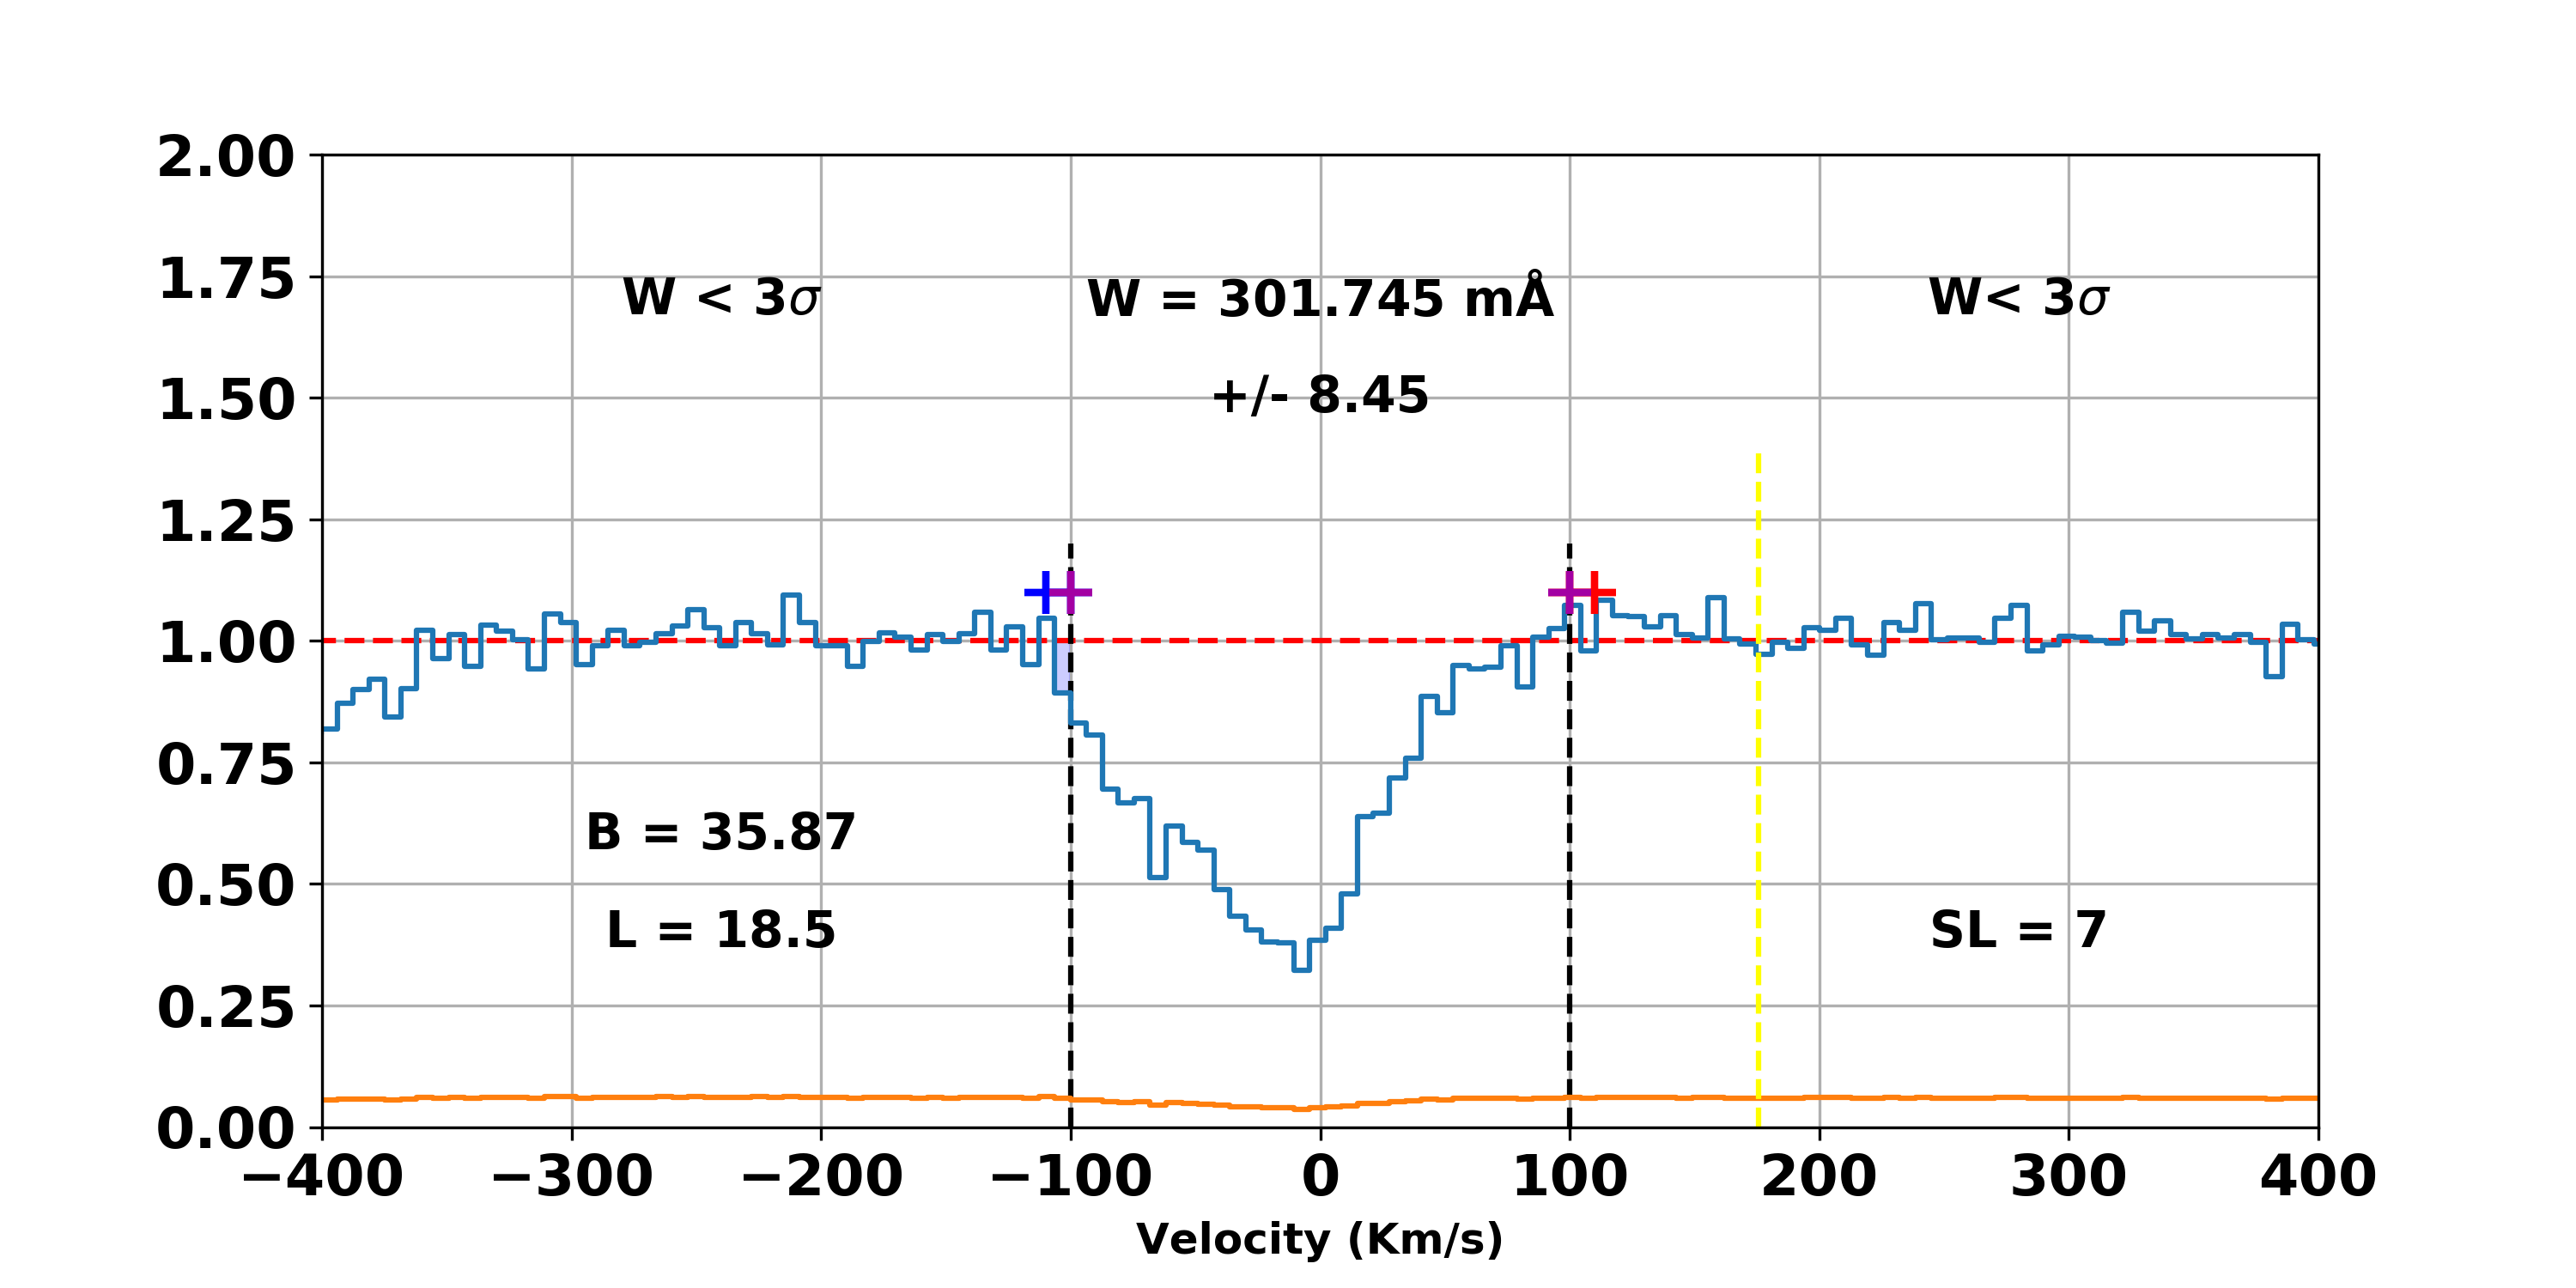 2.00
1.75
1.50
1.25
1.00
0.75
0.50
0.25
0.00
W < 3σ
W = 301.745 mÅ
+/- 8.45
W< 3σ
B = 35.87
L = 18.5
SL = 7
−400 −300 −200 −100 0 100 200 300 400
Velocity (Km/s)